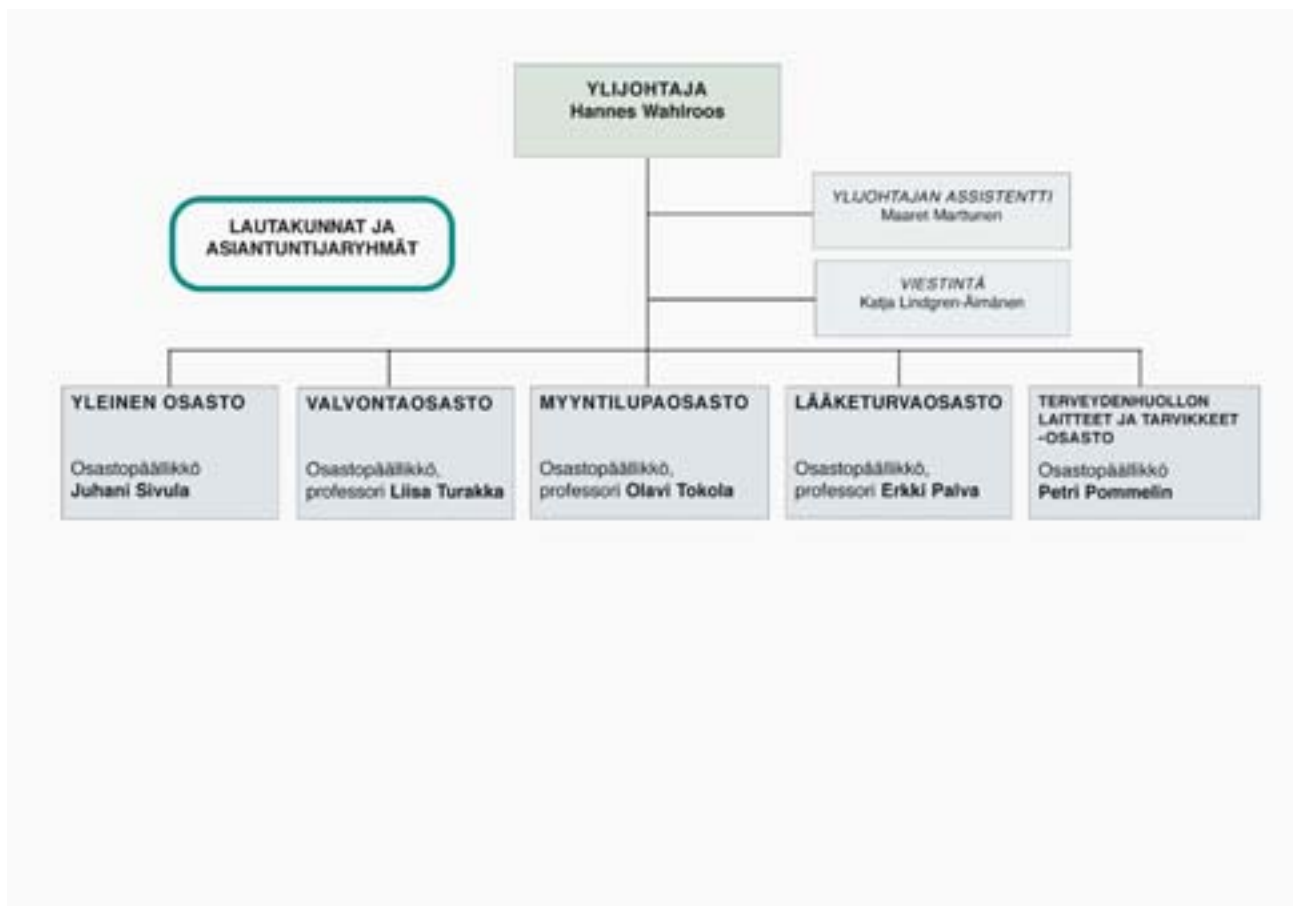 YLIJOHTAJA
Hannes Wahlroos
YLIJOHTAJAN ASSISTENTTI
Maaret Marttunen
LAUTAKUNNAT JA
ASIANTUNTIJARYHMÄT
VIESTINTÄ
Katja Lindgren-Äimänen
YLEINEN OSASTO
Osastopäällikkö
Juhani Sivula
VALVONTAOSASTO
Osastopäällikkö,
professori Liisa Turakka
MYYNTILUPAOSASTO
Osastopäällikkö,
professori Olavi Tokola
LÄÄKETURVAOSASTO
Osastopäällikkö,
professori Erkki Palva
TERVEYDENHUOLLON
LAITTEET JA TARVIKKEET
-OSASTO
Osastopäällikkö
Petri Pommelin